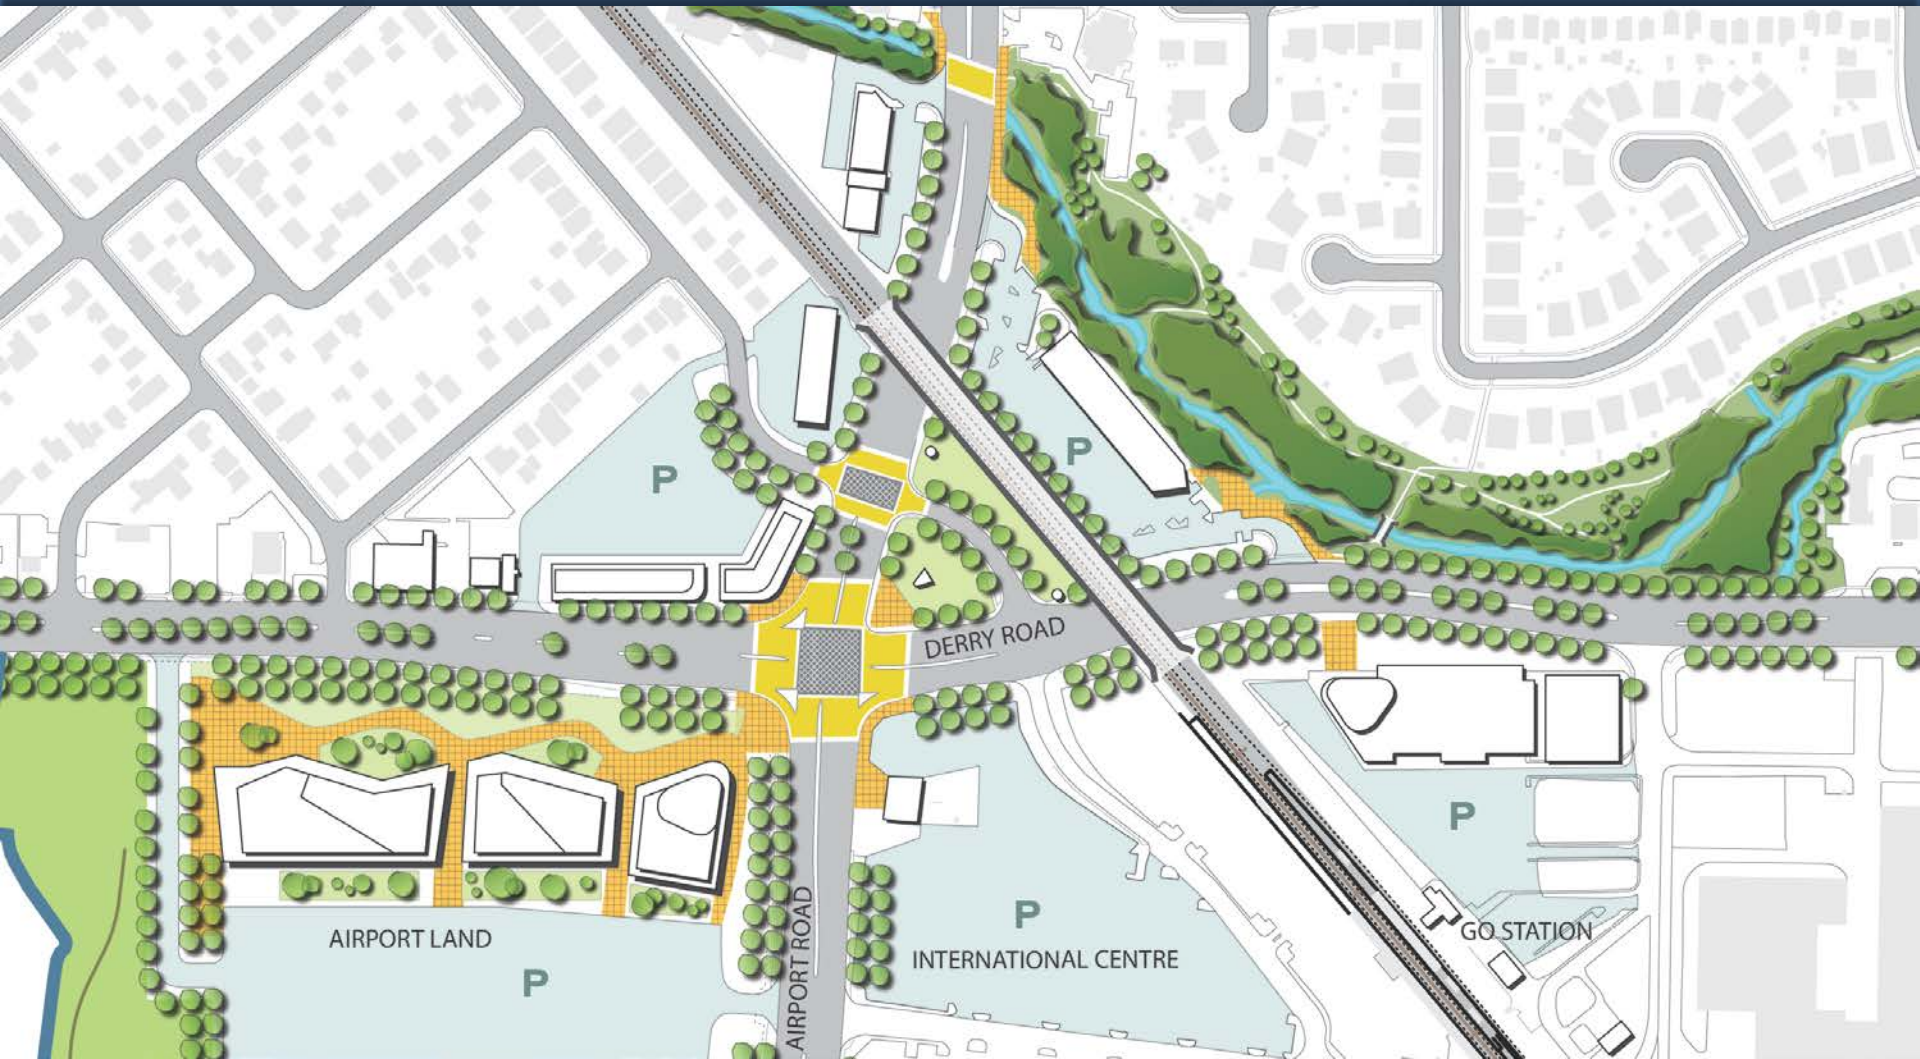 P
P
DERRY ROAD
P
P
AIRPORT LAND
GO STATION
INTERNATIONAL CENTRE
P
AIRPORT ROAD